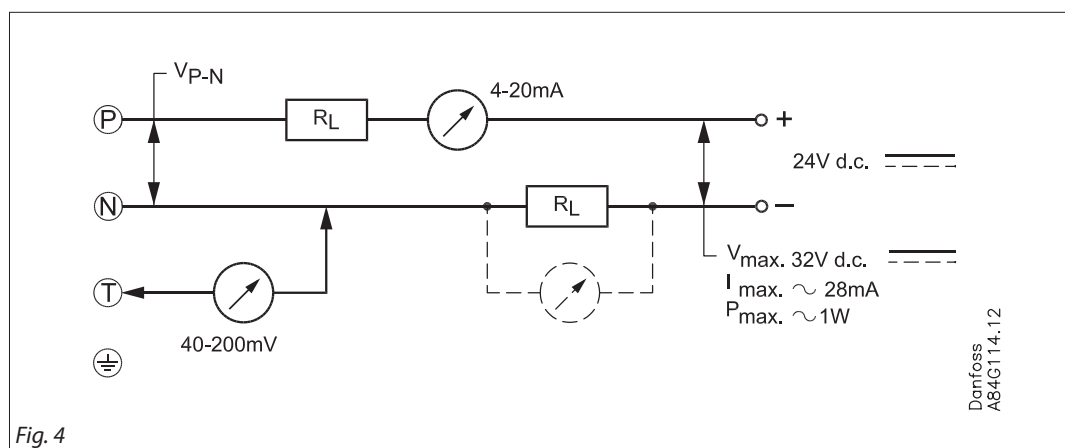 VP-N
4-20mA
P
RL
+
24V d.c.
N
RL
−
Vmax. 32V d.c.
Imax. ∼ 28mA
Pmax. ∼1W
T
40-200mV
Danfoss
A84G114.12
Fig. 4